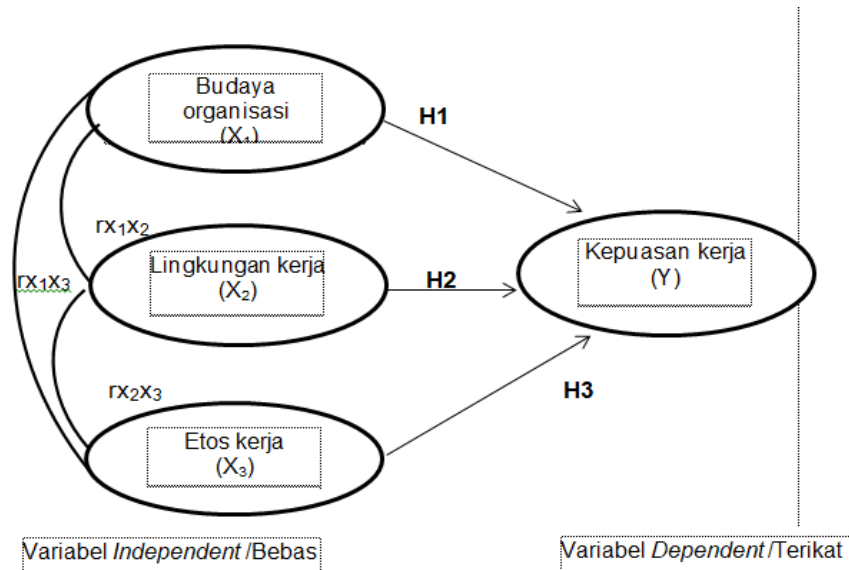 Budaya
organisasi
(X₁)
H1
rx₁x₂
Lingkungan kerja
(X₂)
rx₁x₃
H2
Kepuasan kerja
(Y)
rx₂x₃
H3
Etos kerja
(X₃)
Variabel Independent /Bebas
Variabel Dependent /Terikat